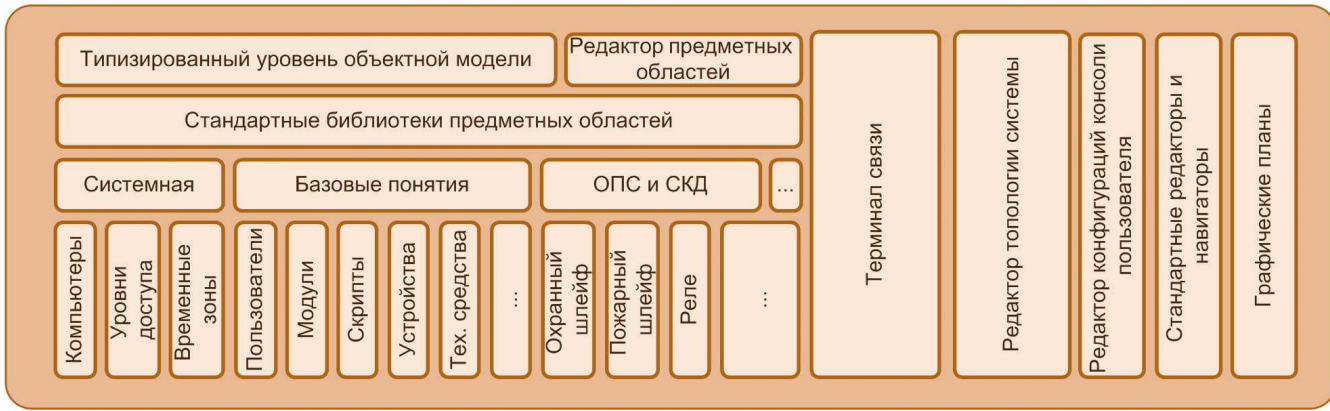 Типизированный уровень объектной модели
Редактор предметных
областей
Стандартные библиотеки предметных областей
Системная
Базовые понятия
ОПС и СКД
...
Компьютеры
Уровни
доступа
Временные
зоны
Пользователи
Модули
Скрипты
Устройства
Тех. средства
...
Охранный
шлейф
Пожарный
шлейф
Реле
...
Терминал связи
Редактор топологии системы
Редактор конфигураций консоли
пользователя
Стандартные редакторы и
навигаторы
Графические планы